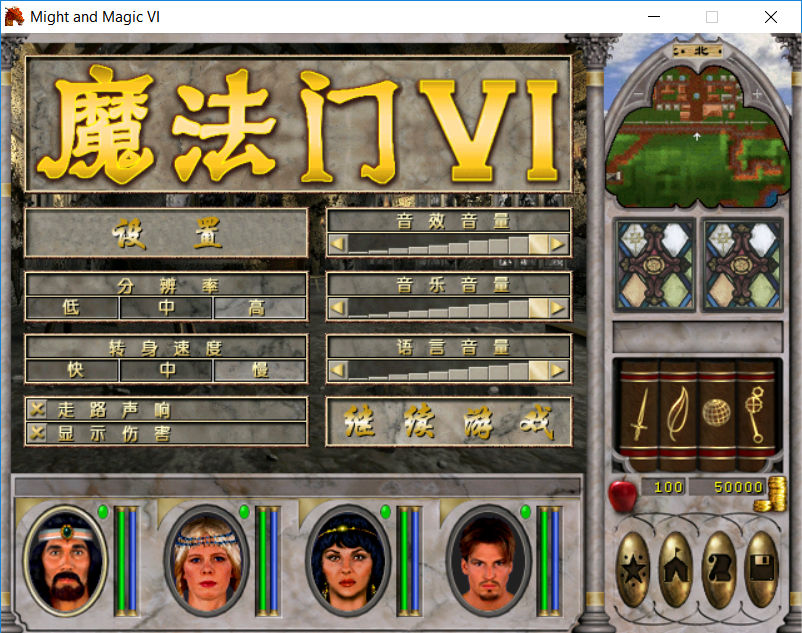 Might and Magic VI
北
魔法门VI
设置
音效音量
分辨率
低 中 高
音乐音量
转身速度
快 中 慢
语言音量
走路声响
显示伤害
继续游戏
100 50000